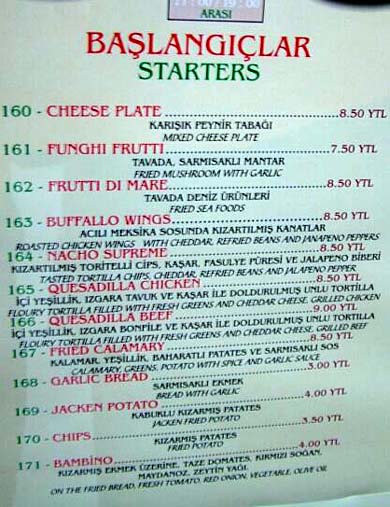 ARASI
BAŞLANGIÇLAR
STARTERS
160 - CHEESE PLATE 8.50 YTL
KARIŞIK PEYNİR TABAĞI
MIXED CHEESE PLATE
161 - FUNGHI FRUTTI 7.50 YTL
TAVADA, SARMISAKLI MANTAR
FRIED MUSHROOM WITH GARLIC
162 - FRUTTI DI MARE 8.50 YTL
TAVADA DENİZ ÜRÜNLERİ
FRIED SEA FOODS
163 - BUFFALLO WINGS 8.50 YTL
ACILI MEKSİKA SOSUNDA KIZARTILMIŞ KANATLAR
ROASTED CHICKEN WINGS WITH CHEDDAR, REFRIED BEANS AND JANAPENO PEPPERS
164 - NACHO SUPREME 8.50 YTL
KIZARTILMIŞ TORİTELLİ CİPS, KAŞAR, FASULYE PÜRESİ VE JALAPENO BİBERİ
TASTED TORTILLA CHIPS, CHEDDAR, REFRIED BEANS AND JALAPENO PEPPER
165 - QUESADILLA CHICKEN 8.50 YTL
İÇİ YEŞİLLİK, IZGARA TAVUK VE KAŞAR İLE DOLDURULMUŞ UNLU TORTILLA
FLOURY TORTILLA FILLED WITH FRESH GREENS AND CHEDDAR CHEESE, GRILLED CHICKEN
166 - QUESADILLA BEEF 9.00 YTL
İÇİ YEŞİLLİK, IZGARA BONFİLE VE KAŞAR İLE DOLDURULMUŞ UNLU TORTILLA
FLOURY TORTILLA FILLED WITH FRESH GREENS AND CHEDDAR CHEESE, GRILLED BEEF
167 - FRIED CALAMARY 8.50 YTL
KALAMAR, YEŞİLLİK, BAHARATLI PATATES VE SARMISAKLI SOS
CALAMARY, GREENS, POTATO WITH SPICE AND GARLIC SAUCE
168 - GARLIC BREAD 3.00 YTL
SARMISAKLI EKMEK
BREAD WITH GARLIC
169 - JACKEN POTATO 4.00 YTL
KABUKLU KIZARMIŞ PATATES
JACKEN FRIED POTATO
170 - CHIPS 3.50 YTL
KIZARMIŞ PATATES
FRIED POTATO
171 - BAMBİNO 4.00 YTL
KIZARMIŞ EKMEK ÜZERİNE, TAZE DOMATES, KIRMIZI SOĞAN,
MAYDANOZ, ZEYTİN YAĞI
ON THE FRIED BREAD, FRESH TOMATO, RED ONION, VEGETABLE, OLIVE OIL